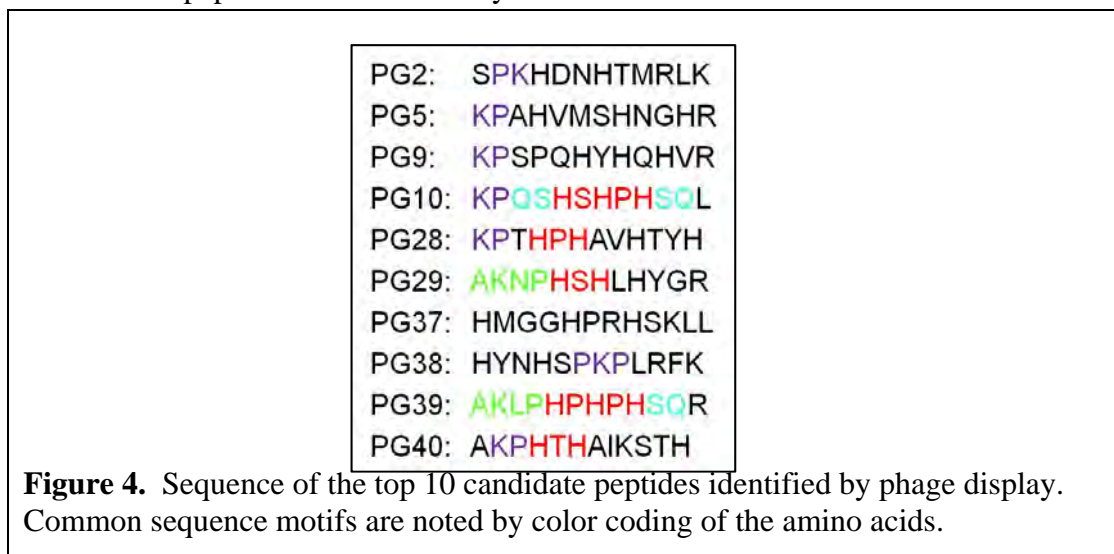 PG2: SPKHDNHTMRLK
PG5: KPAHVMSHNGHR
PG9: KPSPQHYHQHVR
PG10: KPQSHSHPHSQL
PG28: KPTHPHAVHTYH
PG29: AKNPHSHLHYGR
PG37: HMGGHPRHSKLL
PG38: HYNHSPKPLRFK
PG39: AKLPHPHPHSQR
PG40: AKPHTHAIKSTH
Figure 4. Sequence of the top 10 candidate peptides identified by phage display.
Common sequence motifs are noted by color coding of the amino acids.